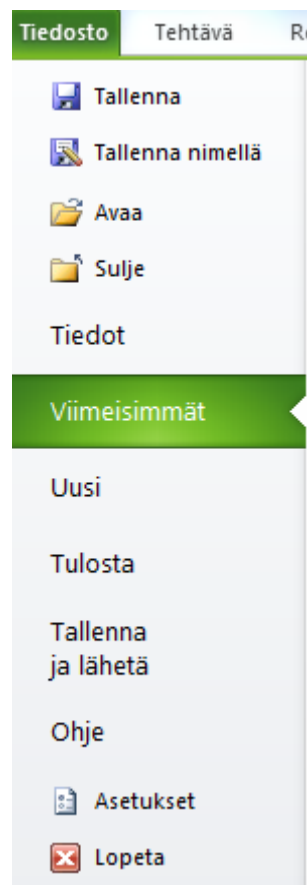 Tiedosto Tehtävä
Tallenna
Tallenna nimellä
Avaa
Sulje
Tiedot
Viimeisimmät
Uusi
Tulosta
Tallenna
ja lähetä
Ohje
Asetukset
Lopeta